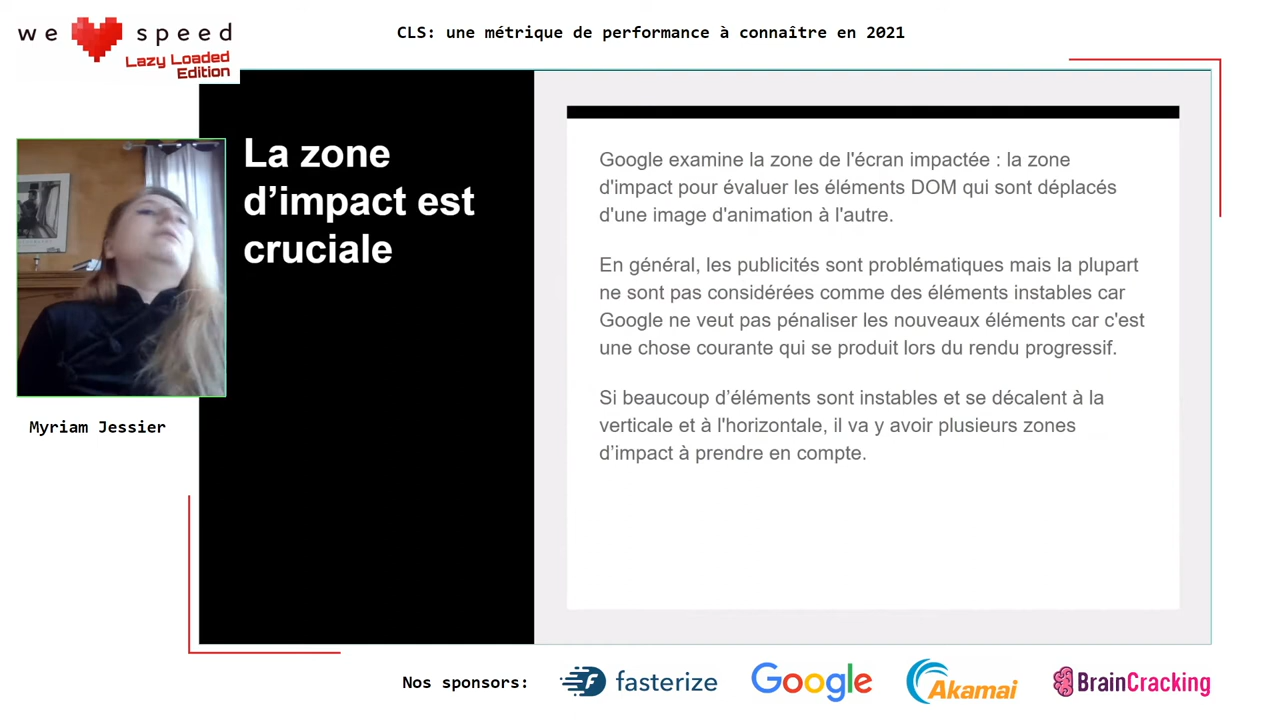 we speed
Lazy Loaded
Edition
CLS: une métrique de performance à connaître en 2021
La zone
d’impact est
cruciale
Google examine la zone de l'écran impactée : la zone
d'impact pour évaluer les éléments DOM qui sont déplacés
d'une image d'animation à l'autre.
En général, les publicités sont problématiques mais la plupart
ne sont pas considérées comme des éléments instables car
Google ne veut pas pénaliser les nouveaux éléments car c'est
une chose courante qui se produit lors du rendu progressif.
Si beaucoup d’éléments sont instables et se décalent à la
verticale et à l'horizontale, il va y avoir plusieurs zones
d’impact à prendre en compte.
Myriam Jessier
Nos sponsors:
fasterize
Google
Akamai
BrainCracking